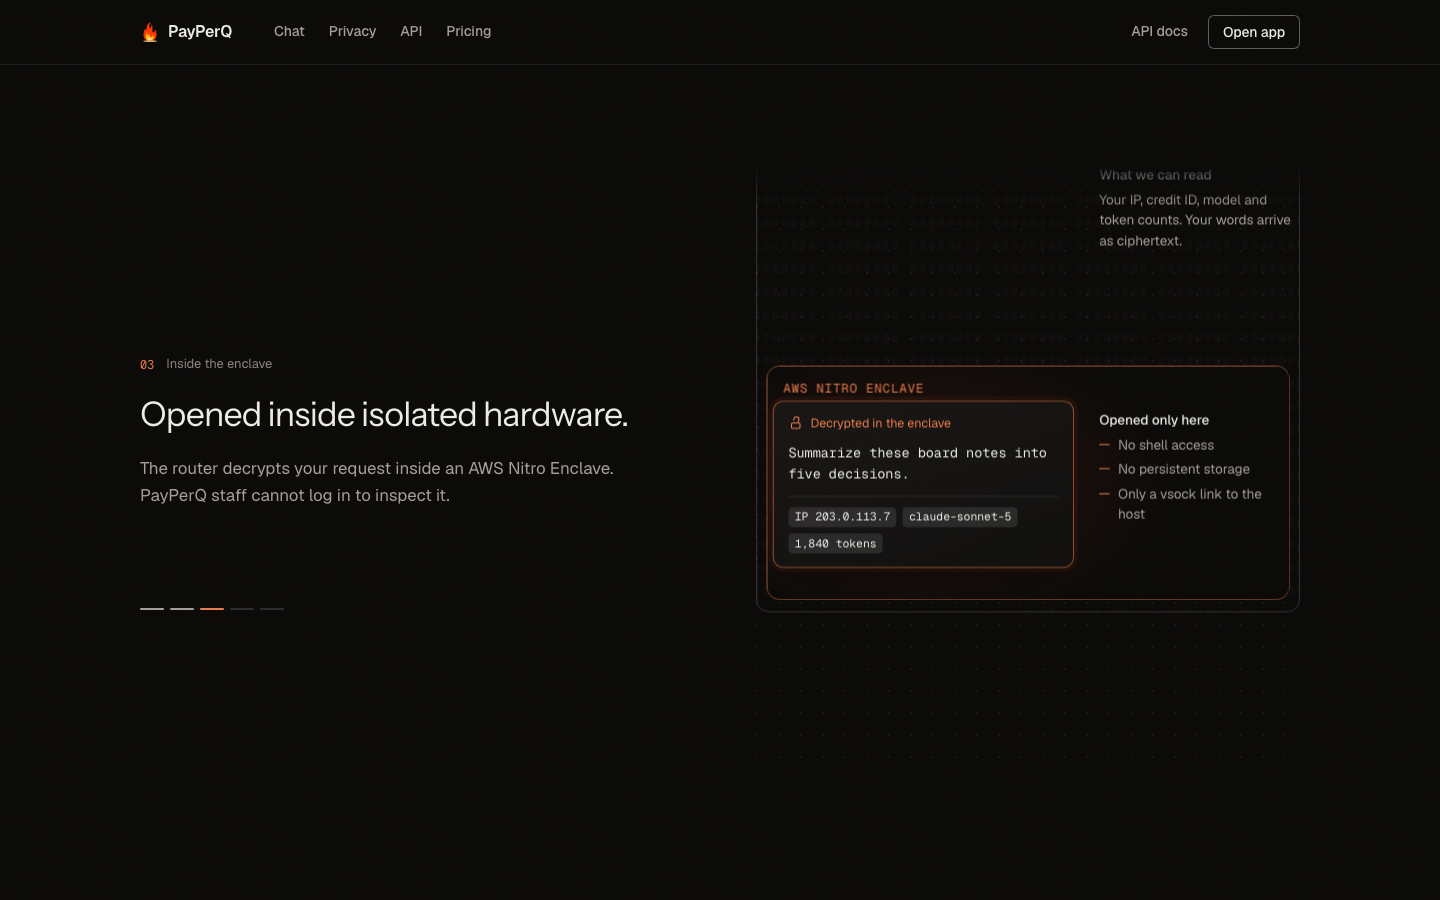 PayPerQ
Chat
Privacy
API
Pricing
API docs
Open app
03
Inside the enclave
Opened inside isolated hardware.
The router decrypts your request inside an AWS Nitro Enclave.
PayPerQ staff cannot log in to inspect it.
What we can read
Your IP, credit ID, model and
token counts. Your words arrive
as ciphertext.
AWS NITRO ENCLAVE
Decrypted in the enclave
Summarize these board notes into
five decisions.
IP 203.0.113.7
claude-sonnet-5
1,840 tokens
Opened only here
No shell access
No persistent storage
Only a vsock link to the
host